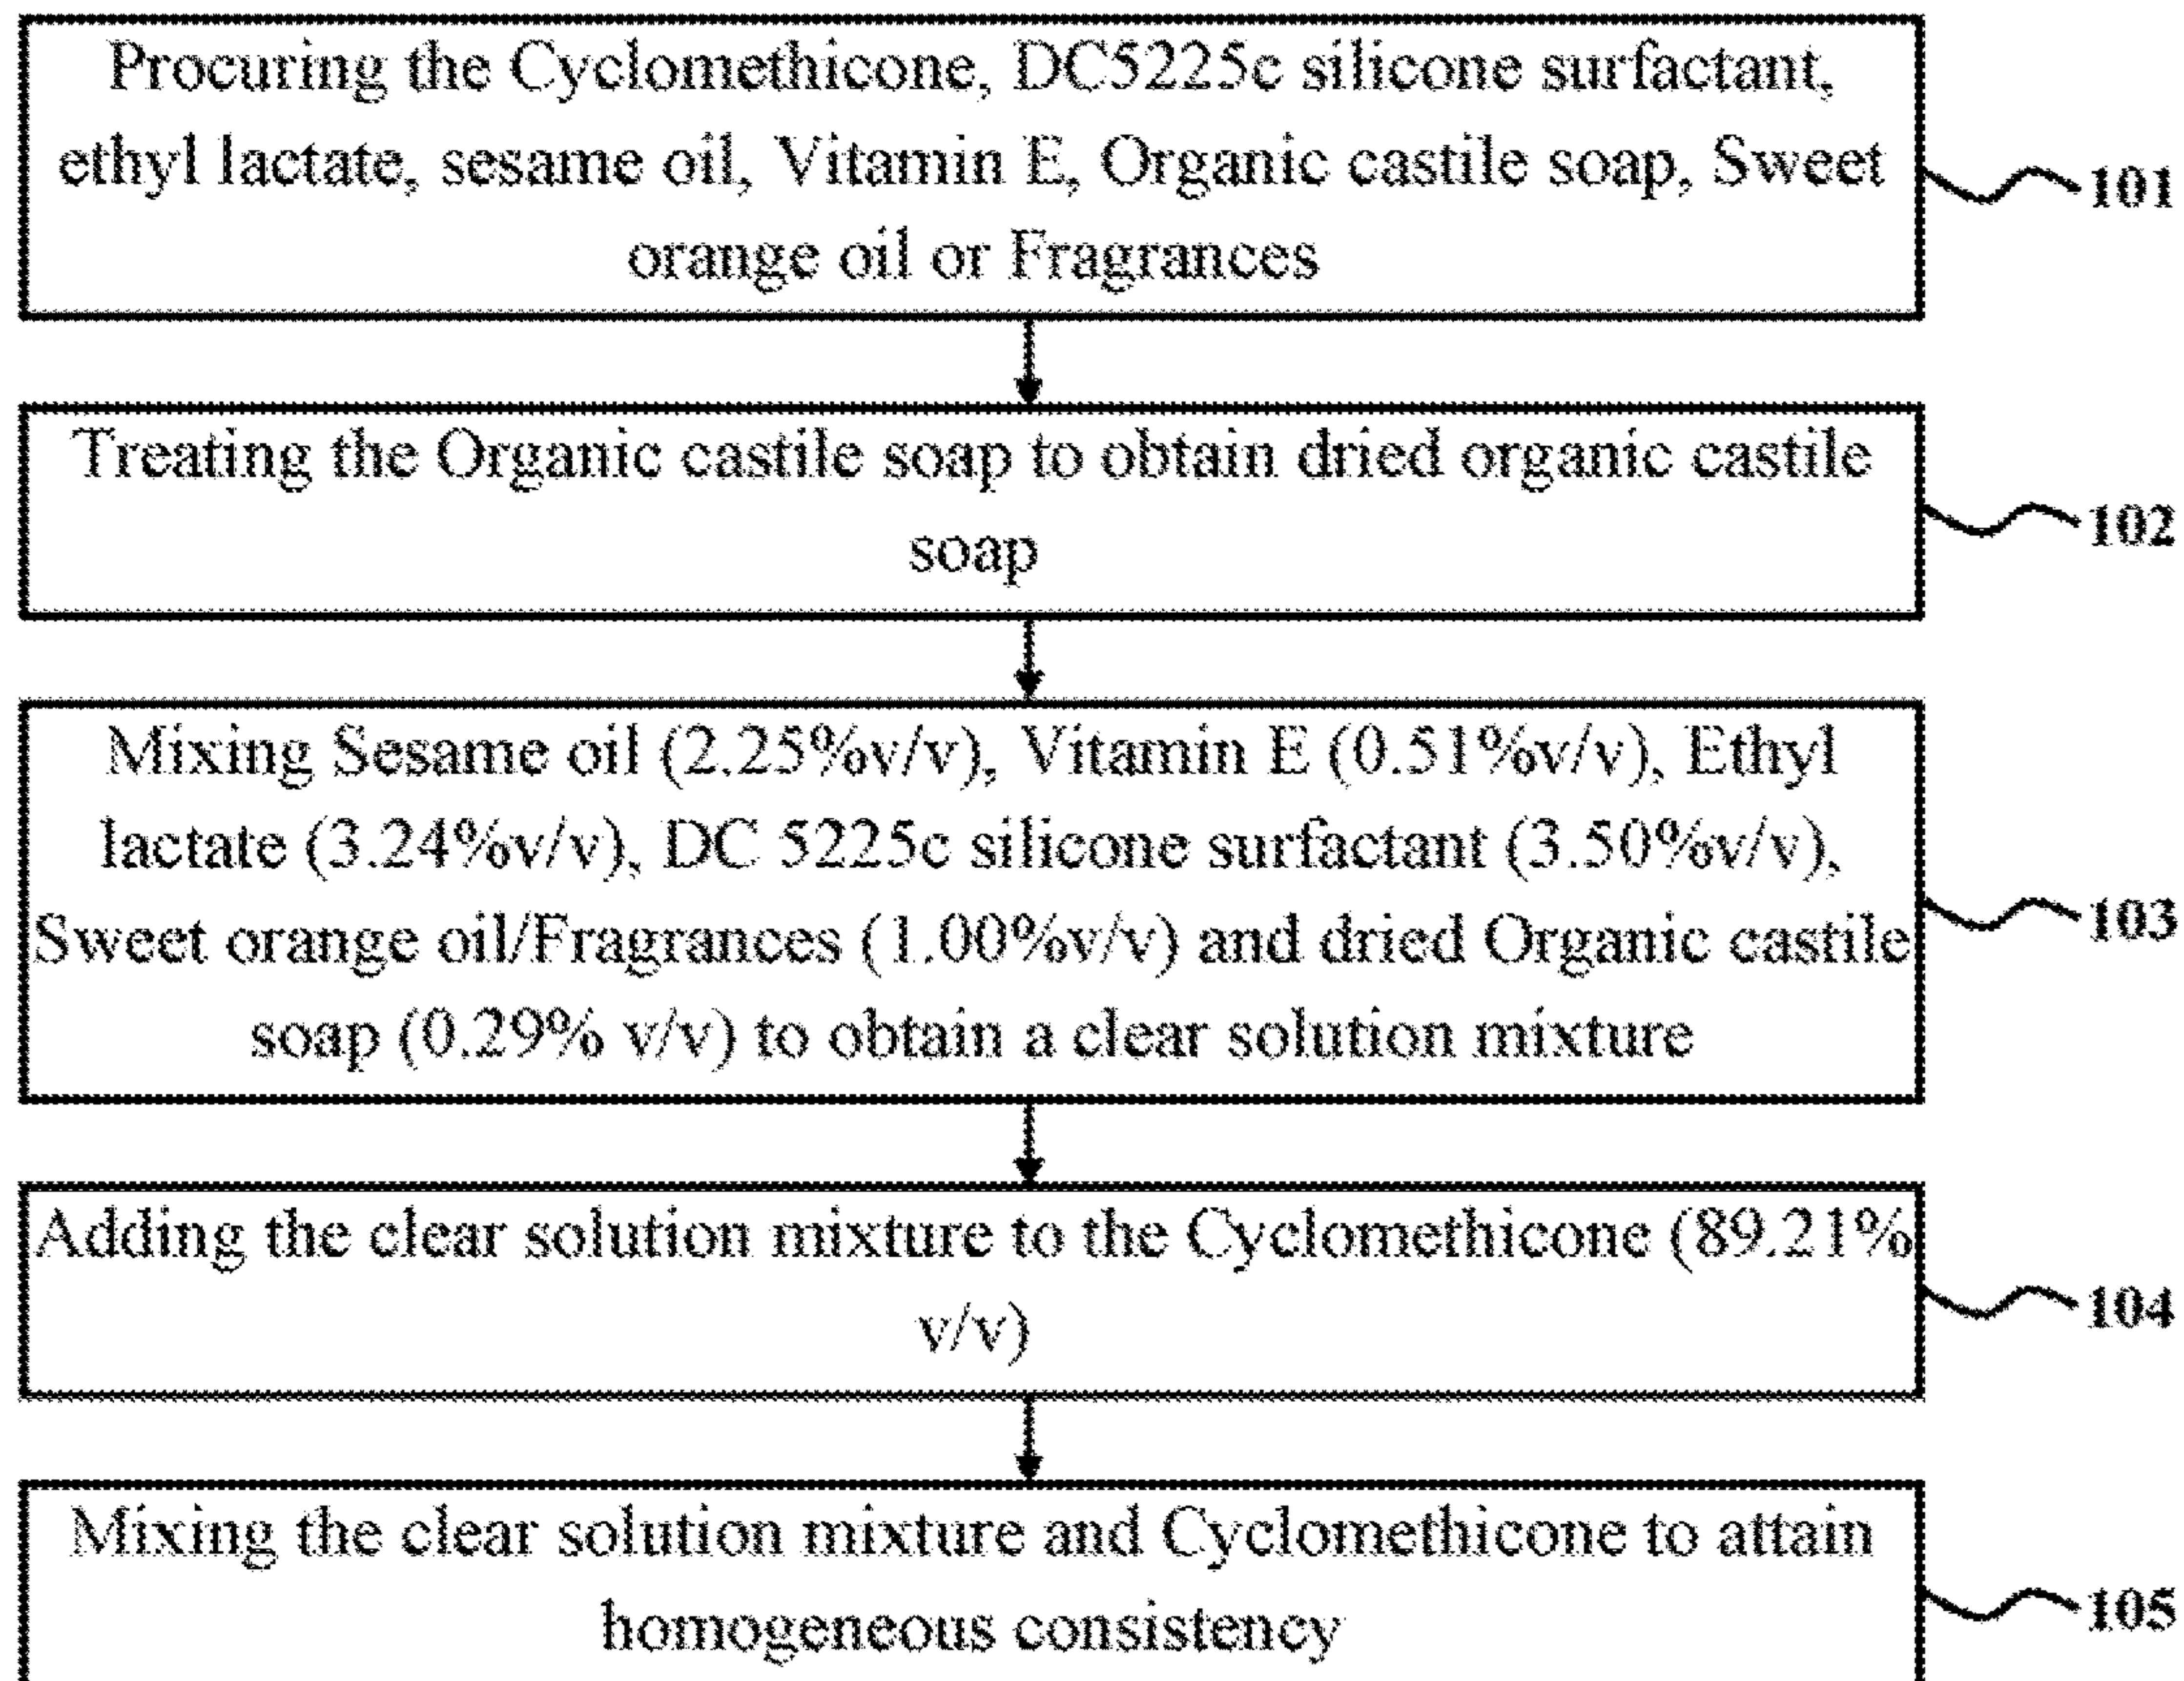 Procuring the Cyclomethicone, DC5225c silicone surfactant,
ethyl lactate, sesame oil, Vitamin E, Organic castile soap, Sweet
orange oil or Fragrances
101
Treating the Organic castile soap to obtain dried organic castile
soap
102
Mixing Sesame oil (2.25%v/v), Vitamin E (0.51%v/v), Ethyl
lactate (3.24%v/v), DC 5225c silicone surfactant (3.50%v/v),
Sweet orange oil/Fragrances (1.00%v/v) and dried Organic castile
soap (0.29% v/v) to obtain a clear solution mixture
103
Adding the clear solution mixture to the Cyclomethicone (89.21%
v/v)
104
Mixing the clear solution mixture and Cyclomethicone to attain
homogeneous consistency
105